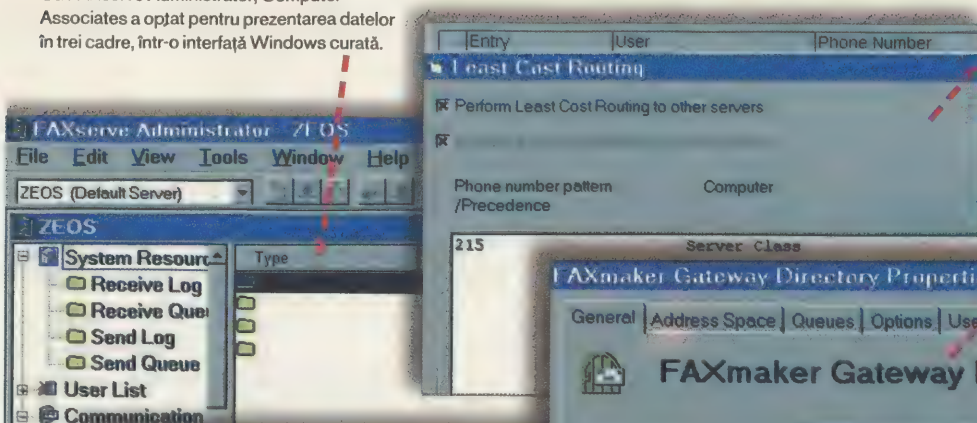 Associates a optat pentru prezentarea datelor
în trei cadre, într-o interfață Windows curată.
Entry User Phone Number
Least Cost Routing
Perform Least Cost Routing to other servers
Phone number pattern
/Precedence
Computer
215 Server Class
FAXserve Administrator ZEOS
File Edit View Tools Window Help
ZEOS (Default Server)
ZEOS
System Resourc
Receive Log
Receive Que
Send Log
Send Queue
User List
Communication
Type
FAXmaker Gateway Directory Properti
General Address Space Queues Options Use
FAXmaker Gateway